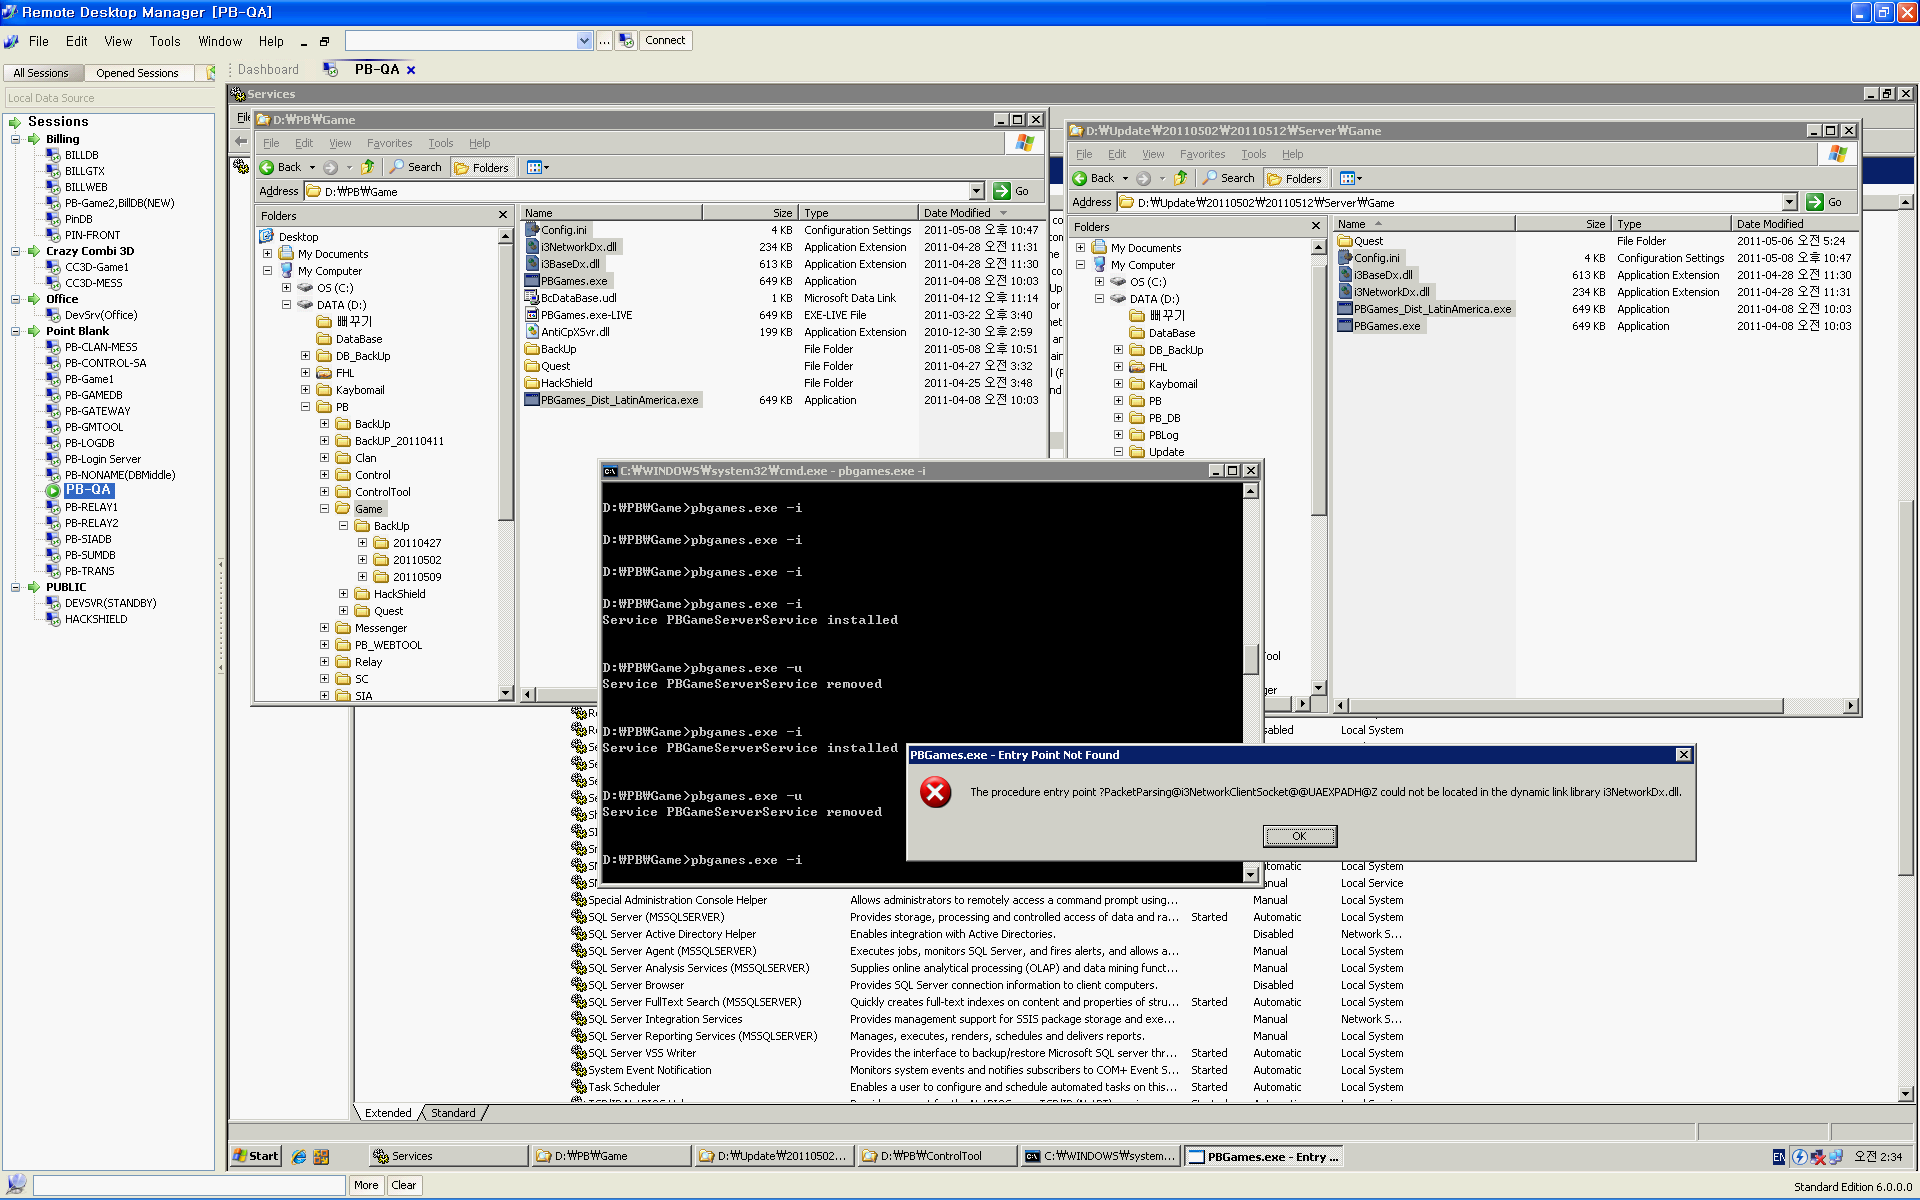 Remote Desktop Manager [PB-QA]
File Edit View Tools Window Help
... Connect
All Sessions Opened Sessions
Dashboard PB-QA
Local Data Source
Sessions
Billing
BILLDB
BILLGTX
BILLWEB
PB-Game2,BillDB(NEW)
PinDB
PIN-FRONT
Crazy Combi 3D
CC3D-Game1
CC3D-MESS
Office
DevSrv(Office)
Point Blank
PB-CLAN-MESS
PB-CONTROL-SA
PB-Game1
PB-GAMEDB
PB-GATEWAY
PB-GMTOOL
PB-LOGDB
PB-Login Server
PB-NONAME(DBMiddle)
PB-QA
PB-RELAY1
PB-RELAY2
PB-SIADB
PB-SUMDB
PB-TRANS
PUBLIC
DEVSVR(STANDBY)
HACKSHIELD
Services
D:₩PB₩Game
File Edit View Favorites Tools Help
Back Search Folders
Address D:₩PB₩Game Go
Folders
Desktop
My Documents
My Computer
OS (C:)
DATA (D:)
뻐꾸기
DataBase
DB_BackUp
FHL
Kaybomail
PB
BackUp
BackUP_20110411
Clan
Control
ControlTool
Game
BackUp
20110427
20110502
20110509
HackShield
Quest
Messenger
PB_WEBTOOL
Relay
SC
SIA
Name Size Type Date Modified
Config.ini 4 KB Configuration Settings 2011-05-08 오후 10:47
i3NetworkDx.dll 234 KB Application Extension 2011-04-28 오전 11:31
i3BaseDx.dll 613 KB Application Extension 2011-04-28 오전 11:30
PBGames.exe 649 KB Application 2011-04-08 오전 10:03
BcDataBase.udl 1 KB Microsoft Data Link 2011-04-12 오후 11:14
PBGames.exe-LIVE 649 KB EXE-LIVE File 2011-03-22 오후 3:40
AntiCpXSvr.dll 199 KB Application Extension 2010-12-30 오후 2:59
BackUp File Folder 2011-05-08 오후 10:51
Quest File Folder 2011-04-27 오전 3:32
HackShield File Folder 2011-04-25 오전 3:48
PBGames_Dist_LatinAmerica.exe 649 KB Application 2011-04-08 오전 10:03
D:₩Update₩20110502₩20110512₩Server₩Game
File Edit View Favorites Tools Help
Back Search Folders
Address D:₩Update₩20110502₩20110512₩Server₩Game Go
Folders
My Documents
My Computer
OS (C:)
DATA (D:)
뻐꾸기
DataBase
DB_BackUp
FHL
Kaybomail
PB
PB_DB
PBLog
Update
Name Size Type Date Modified
Quest File Folder 2011-05-06 오전 5:24
Config.ini 4 KB Configuration Settings 2011-05-08 오후 10:47
i3BaseDx.dll 613 KB Application Extension 2011-04-28 오전 11:30
i3NetworkDx.dll 234 KB Application Extension 2011-04-28 오전 11:31
PBGames_Dist_LatinAmerica.exe 649 KB Application 2011-04-08 오전 10:03
PBGames.exe 649 KB Application 2011-04-08 오전 10:03
C:₩WINDOWS₩system32₩cmd.exe - pbgames.exe -i
D:₩PB₩Game>pbgames.exe -i
D:₩PB₩Game>pbgames.exe -i
D:₩PB₩Game>pbgames.exe -i
D:₩PB₩Game>pbgames.exe -i
Service PBGameServerService installed
D:₩PB₩Game>pbgames.exe -u
Service PBGameServerService removed
D:₩PB₩Game>pbgames.exe -i
Service PBGameServerService installed
D:₩PB₩Game>pbgames.exe -u
Service PBGameServerService removed
D:₩PB₩Game>pbgames.exe -i
PBGames.exe - Entry Point Not Found
The procedure entry point ?PacketParsing@i3NetworkClientSocket@@UAEXPADH@Z could not be located in the dynamic link library i3NetworkDx.dll.
OK
Local System
Local System
Local Service
Special Administration Console Helper Allows administrators to remotely access a command prompt using... Manual Local System
SQL Server (MSSQLSERVER) Provides storage, processing and controlled access of data and ra... Started Automatic Local System
SQL Server Active Directory Helper Enables integration with Active Directories. Disabled Network S...
SQL Server Agent (MSSQLSERVER) Executes jobs, monitors SQL Server, and fires alerts, and allows a... Manual Local System
SQL Server Analysis Services (MSSQLSERVER) Supplies online analytical processing (OLAP) and data mining funct... Manual Local System
SQL Server Browser Provides SQL Server connection information to client computers. Disabled Local System
SQL Server FullText Search (MSSQLSERVER) Quickly creates full-text indexes on content and properties of stru... Started Automatic Local System
SQL Server Integration Services Provides management support for SSIS package storage and exe... Manual Network S...
SQL Server Reporting Services (MSSQLSERVER) Manages, executes, renders, schedules and delivers reports. Manual Local System
SQL Server VSS Writer Provides the interface to backup/restore Microsoft SQL server thr... Started Automatic Local System
System Event Notification Monitors system events and notifies subscribers to COM+ Event S... Started Automatic Local System
Task Scheduler Enables a user to configure and schedule automated tasks on this... Started Automatic Local System
Extended Standard
Start Services D:₩PB₩Game D:₩Update₩20110502... D:₩PB₩ControlTool C:₩WINDOWS₩system... PBGames.exe - Entry ... EN 오전 2:34
More Clear
Standard Edition 6.0.0.0